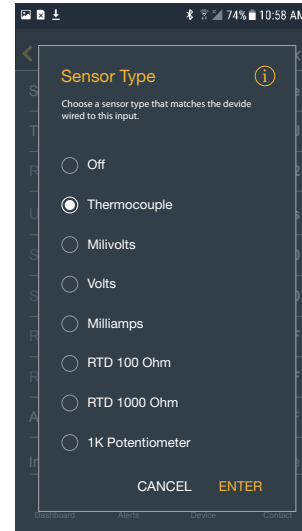 74% 10:58 AM
Sensor Type
Choose a sensor type that matches the devide
wired to this input.
Off
Thermocouple
Milivolts
Volts
Milliamps
RTD 100 Ohm
RTD 1000 Ohm
1K Potentiometer
CANCEL ENTER
Dashboard Alerts Device Contact